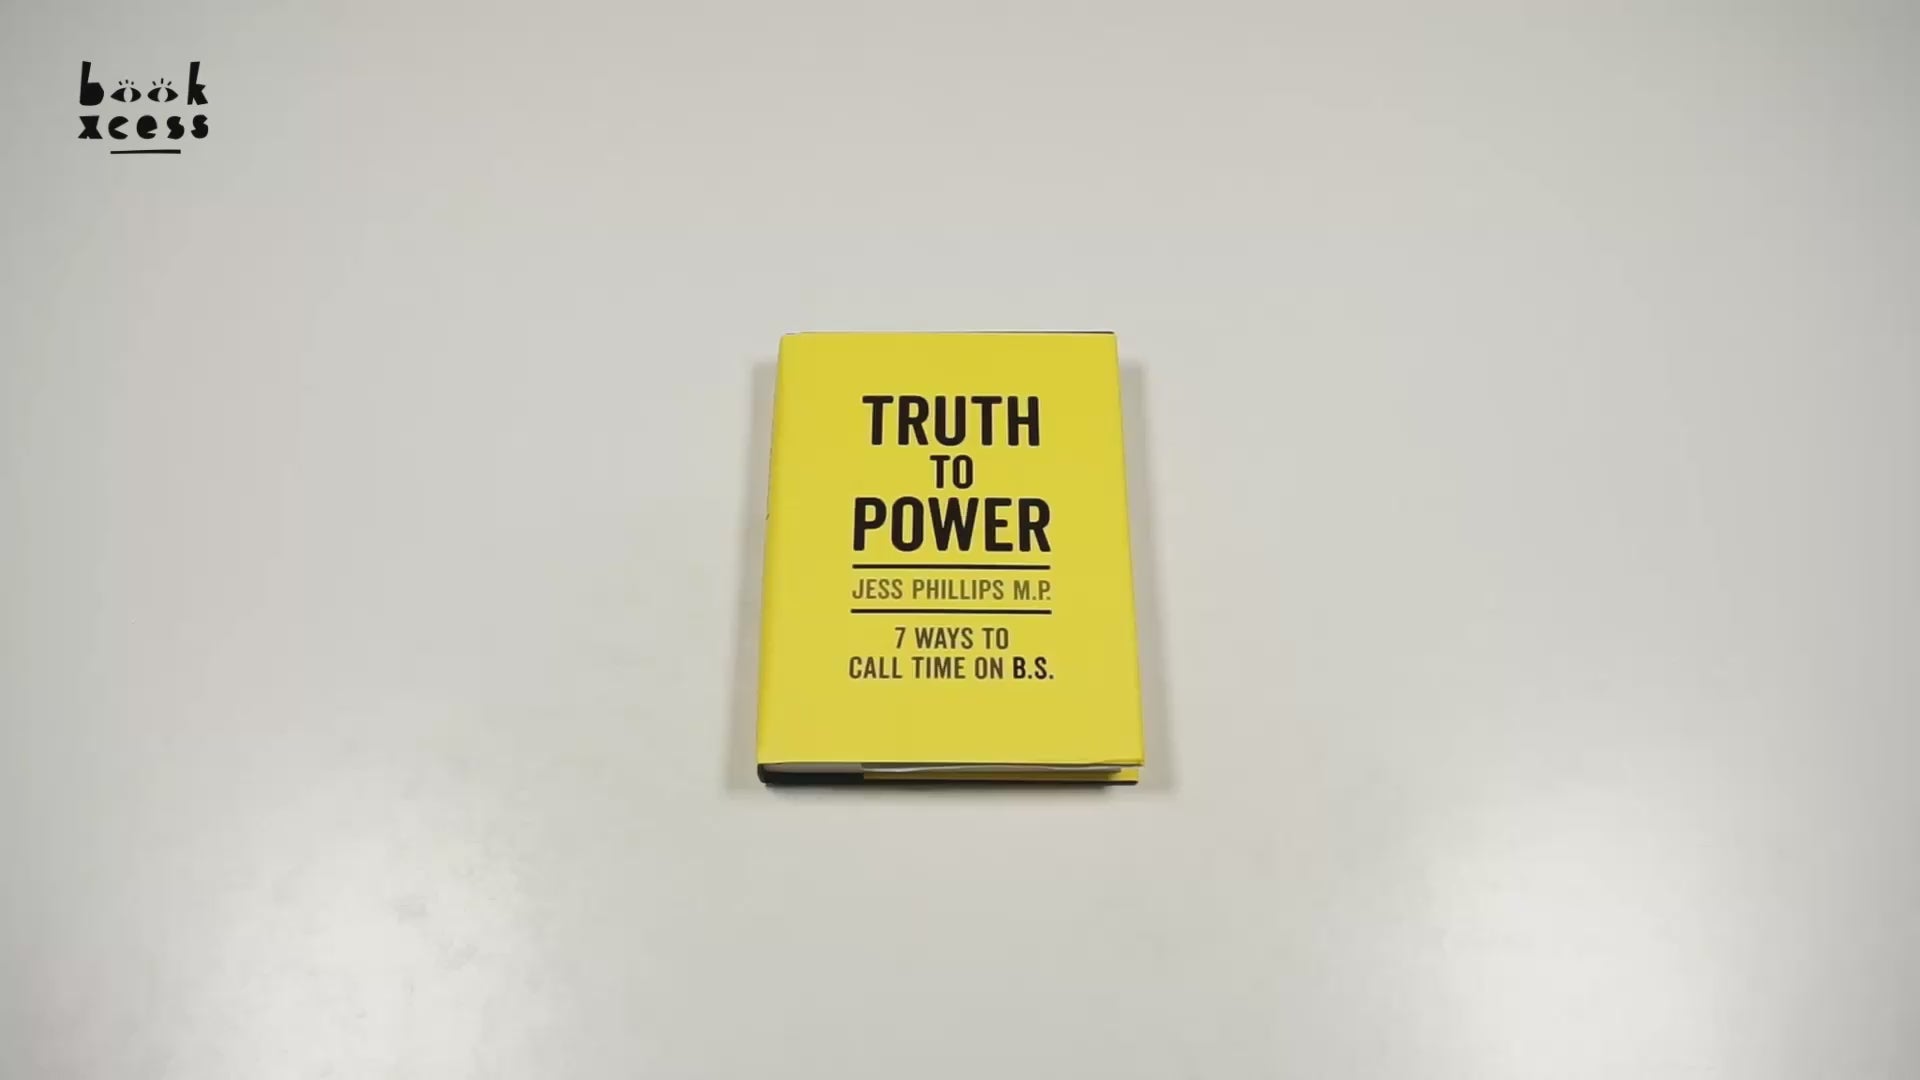 book
xcess
TRUTH
TO
POWER
JESS PHILLIPS M.P.
7 WAYS TO
CALL TIME ON B.S.